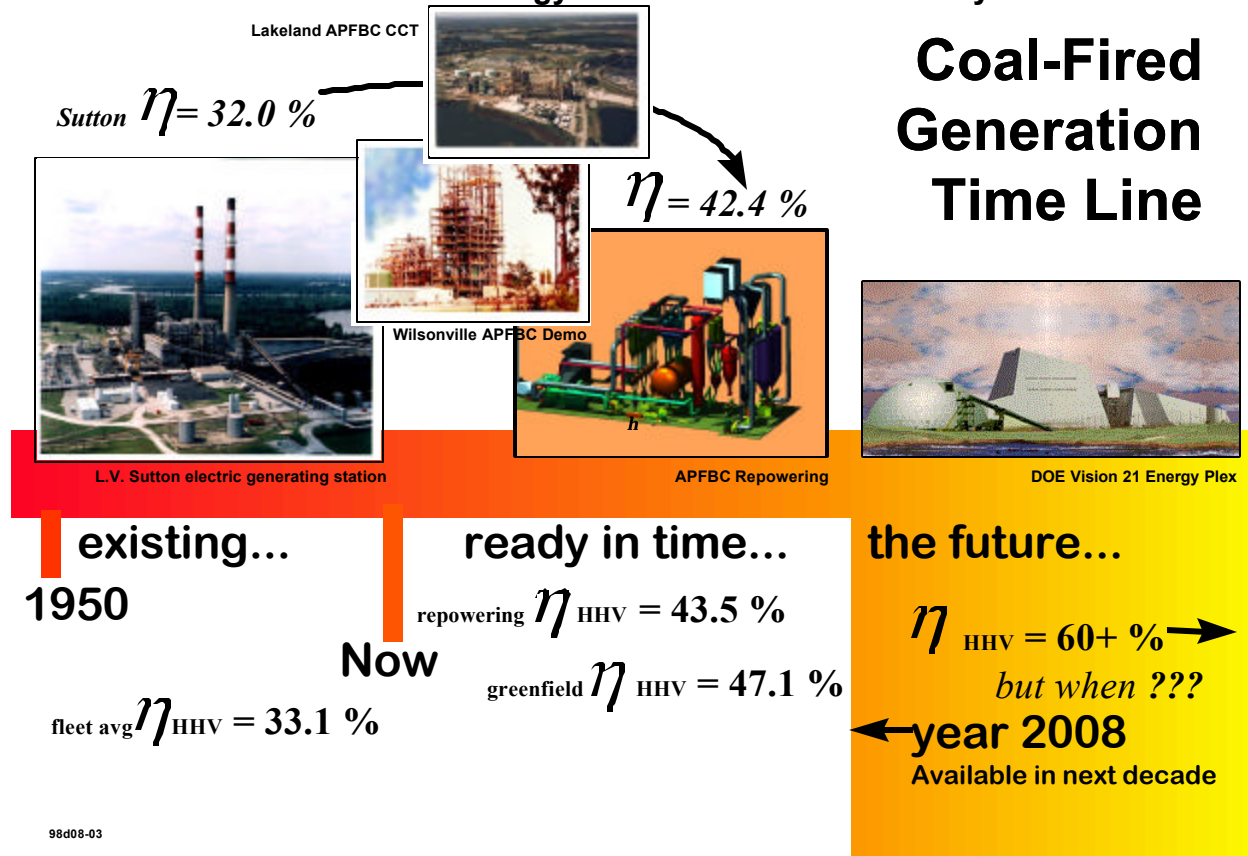 Lakeland APFBC CCT
Coal-Fired
Generation
Time Line
Sutton η = 32.0 %
η = 42.4 %
Wilsonville APFBC Demo
h
L.V. Sutton electric generating station
APFBC Repowering
DOE Vision 21 Energy Plex
existing...
ready in time...
the future...
1950
repowering η HHV = 43.5 %
η HHV = 60+ %
Now
greenfield η HHV = 47.1 %
but when ???
fleet avg η HHV = 33.1 %
year 2008
Available in next decade
98d08-03